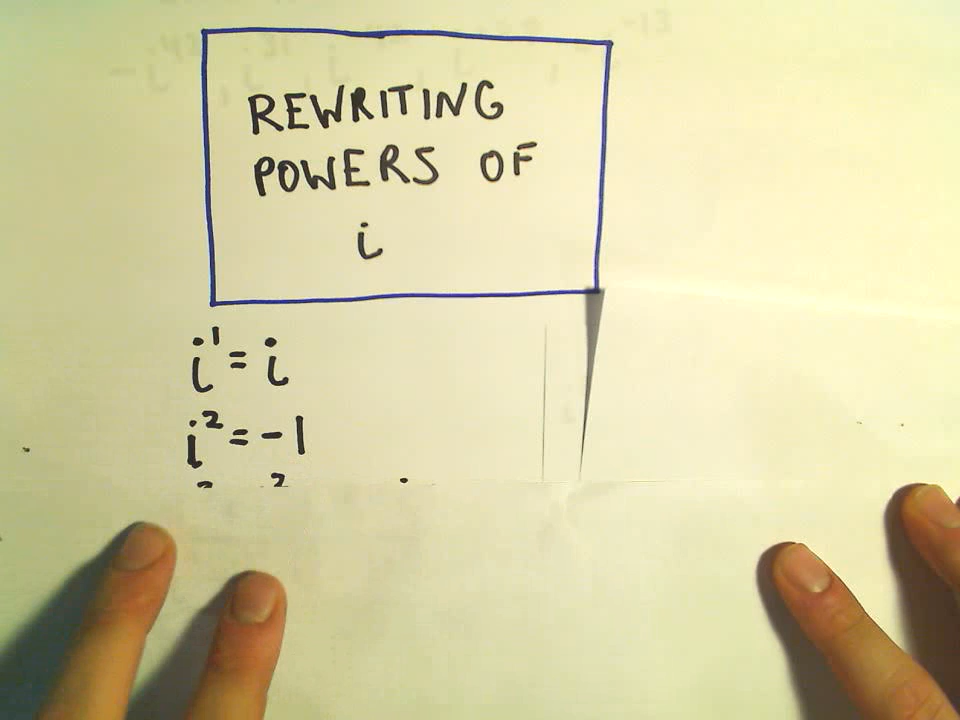 REWRITING
POWERS OF
i
i¹ = i
i² = -1